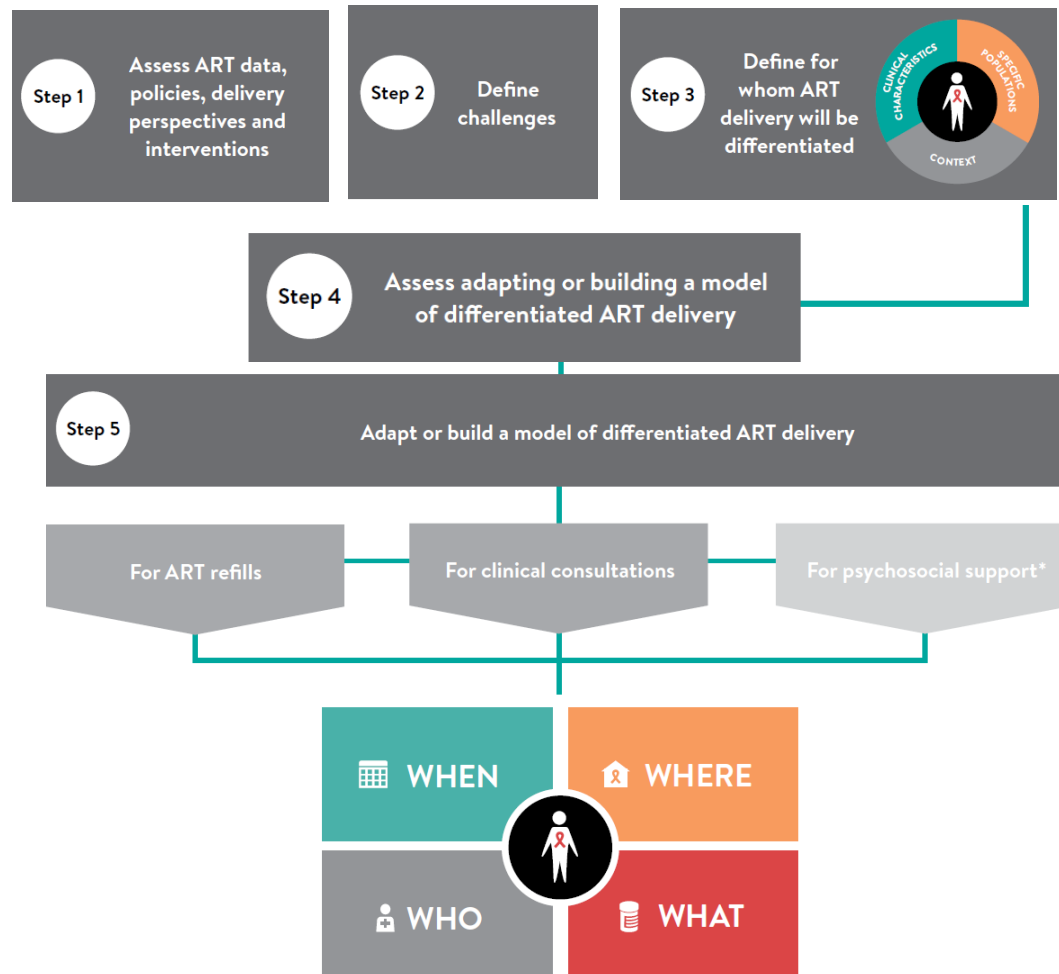 Step 1
Assess ART data,
policies, delivery
perspectives and
interventions
Step 2
Define
challenges
Step 3
Define for
whom ART
delivery will be
differentiated
CLINICAL
CHARACTERISTICS
SPECIFIC
POPULATIONS
CONTEXT
Step 4
Assess adapting or building a model
of differentiated ART delivery
Step 5
Adapt or build a model of differentiated ART delivery
For ART refills
For clinical consultations
For psychosocial support*
WHEN
WHERE
WHO
WHAT